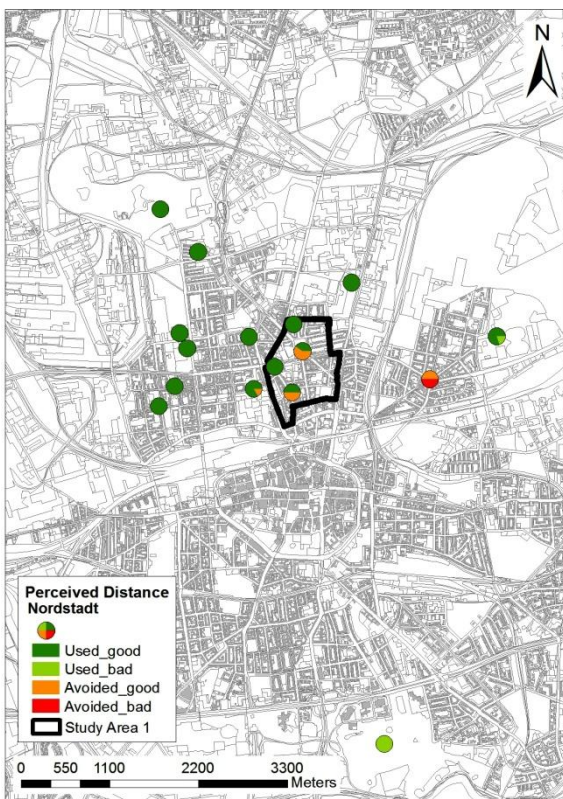 N
Perceived Distance
Nordstadt
Used_good
Used_bad
Avoided_good
Avoided_bad
Study Area 1
0 550 1100 2200 3300
Meters